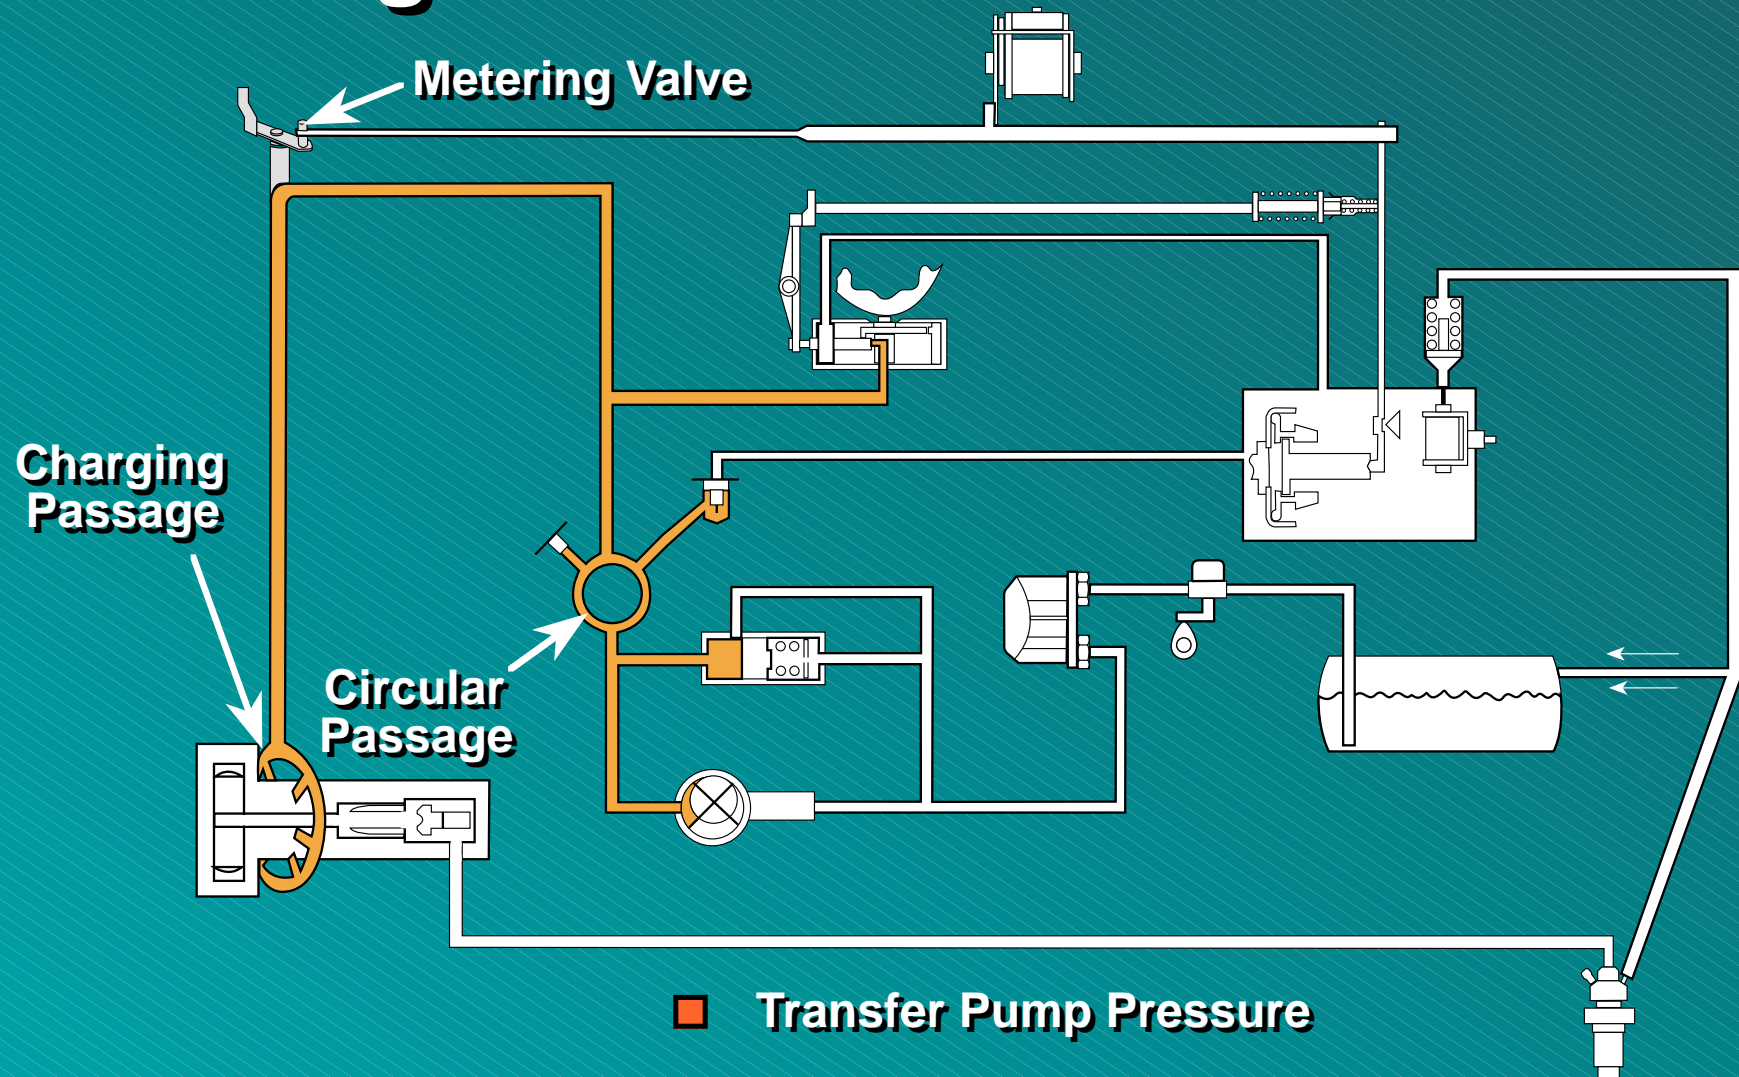 Metering Valve
Charging
Passage
Circular
Passage
Transfer Pump Pressure